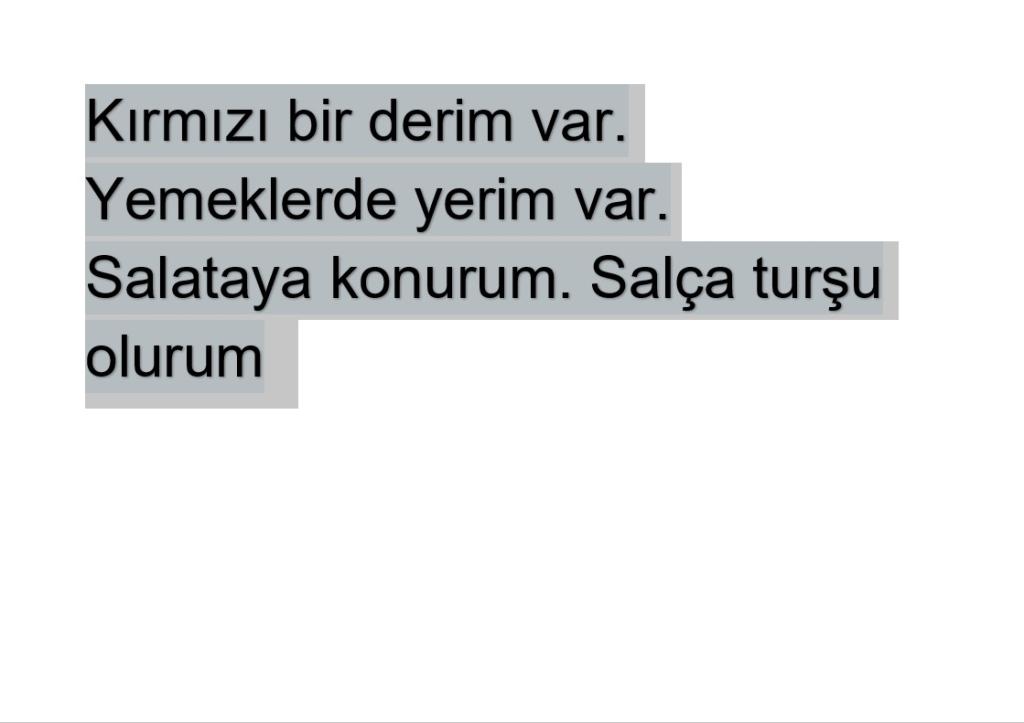 Kırmızı bir derim var.
Yemeklerde yerim var.
Salataya konurum. Salça turşu
olurum